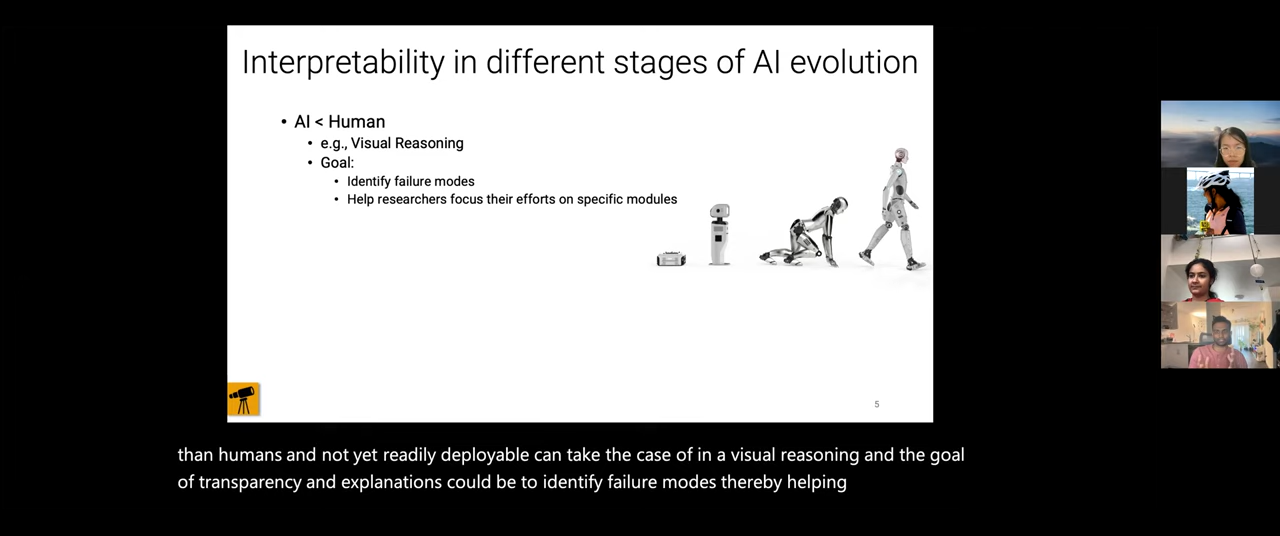 Interpretability in different stages of AI evolution
• AI < Human
• e.g., Visual Reasoning
• Goal:
• Identify failure modes
• Help researchers focus their efforts on specific modules
5
than humans and not yet readily deployable can take the case of in a visual reasoning and the goal
of transparency and explanations could be to identify failure modes thereby helping